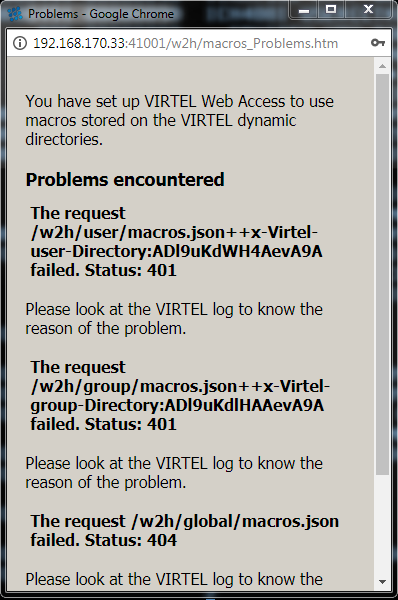 Problems - Google Chrome
192.168.170.33:41001/w2h/macros_Problems.htm
You have set up VIRTEL Web Access to use
macros stored on the VIRTEL dynamic
directories.
Problems encountered
The request
/w2h/user/macros.json++x-Virtel-
user-Directory:ADl9uKdWH4AevA9A
failed. Status: 401
Please look at the VIRTEL log to know the
reason of the problem.
The request
/w2h/group/macros.json++x-Virtel-
group-Directory:ADl9uKdlHAAevA9A
failed. Status: 401
Please look at the VIRTEL log to know the
reason of the problem.
The request /w2h/global/macros.json
failed. Status: 404
Please look at the VIRTEL log to know the